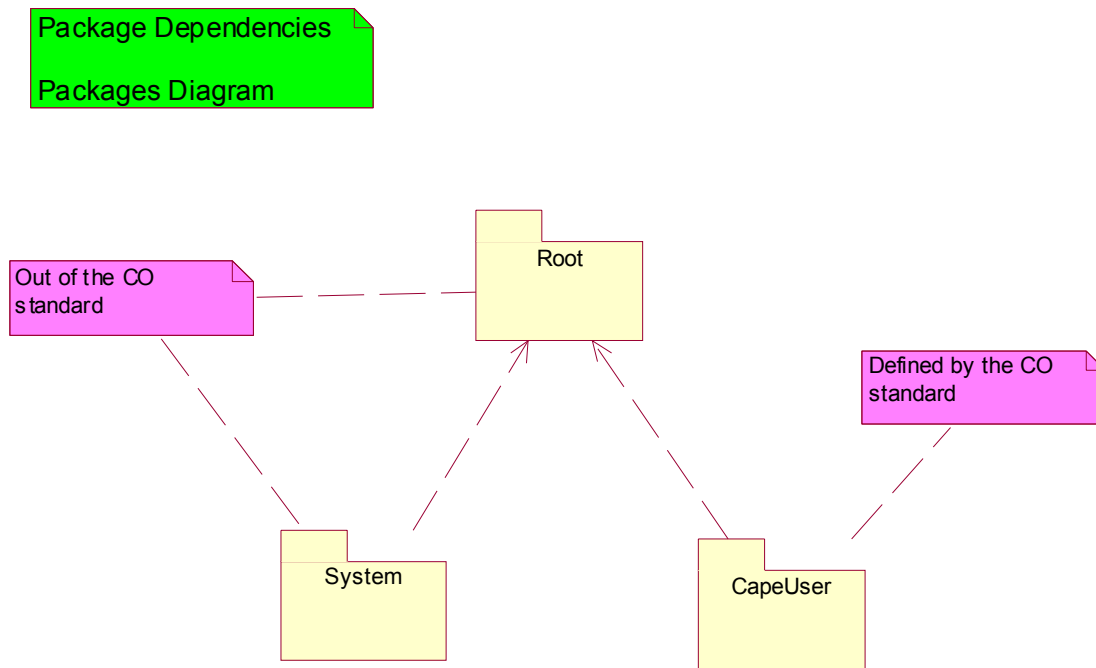 Package Dependencies
Packages Diagram
Root
Out of the CO
standard
Defined by the CO
standard
System
CapeUser